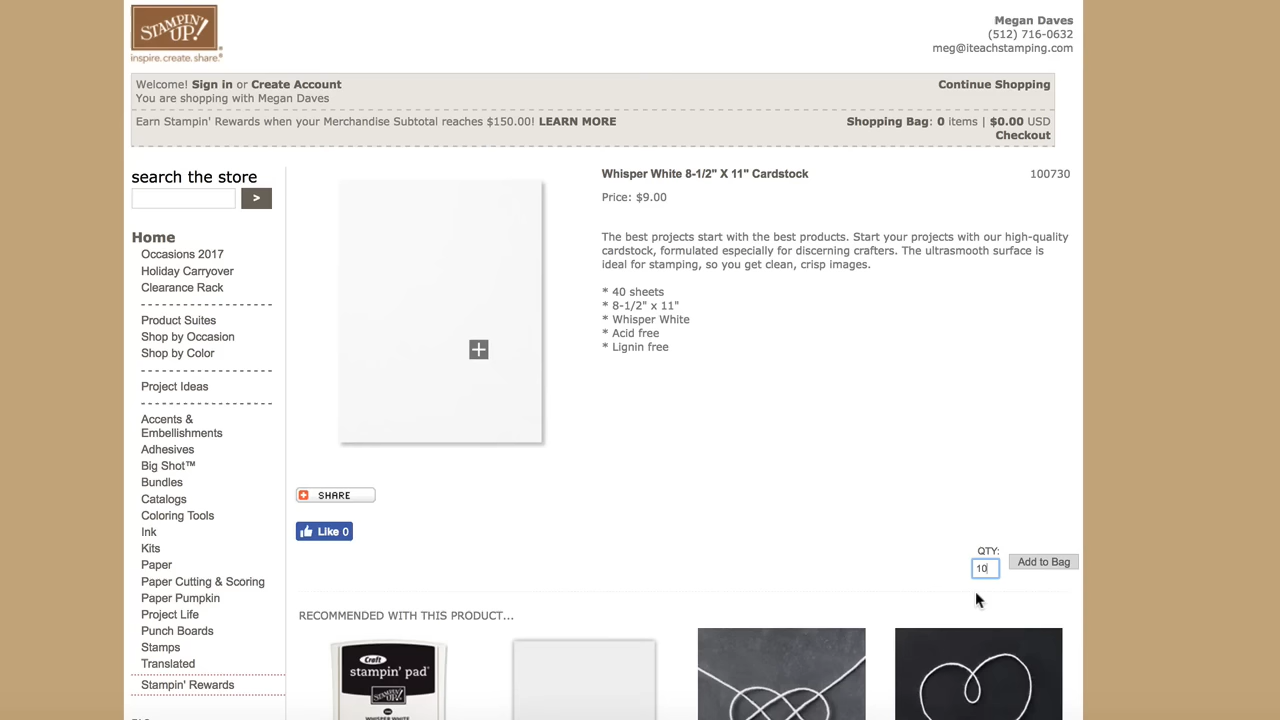 STAMPIN' UP!
inspire.create.share.
Megan Daves
(512) 716-0632
meg@iteachstamping.com
Welcome! Sign in or Create Account
Continue Shopping
You are shopping with Megan Daves
Earn Stampin' Rewards when your Merchandise Subtotal reaches $150.00! LEARN MORE
Shopping Bag: 0 items | $0.00 USD
Checkout
search the store
>
Home
Occasions 2017
Holiday Carryover
Clearance Rack
Product Suites
Shop by Occasion
Shop by Color
Project Ideas
Accents &
Embellishments
Adhesives
Big Shot™
Bundles
Catalogs
Coloring Tools
Ink
Kits
Paper
Paper Cutting & Scoring
Paper Pumpkin
Project Life
Punch Boards
Stamps
Translated
Stampin' Rewards
Whisper White 8-1/2" X 11" Cardstock
100730
Price: $9.00
The best projects start with the best products. Start your projects with our high-quality
cardstock, formulated especially for discerning crafters. The ultrasmooth surface is
ideal for stamping, so you get clean, crisp images.
* 40 sheets
* 8-1/2" x 11"
* Whisper White
* Acid free
* Lignin free
SHARE
Like 0
QTY:
10
Add to Bag
RECOMMENDED WITH THIS PRODUCT...
Craft
stampin' pad
STAMPIN' UP!
WHISPER WHITE